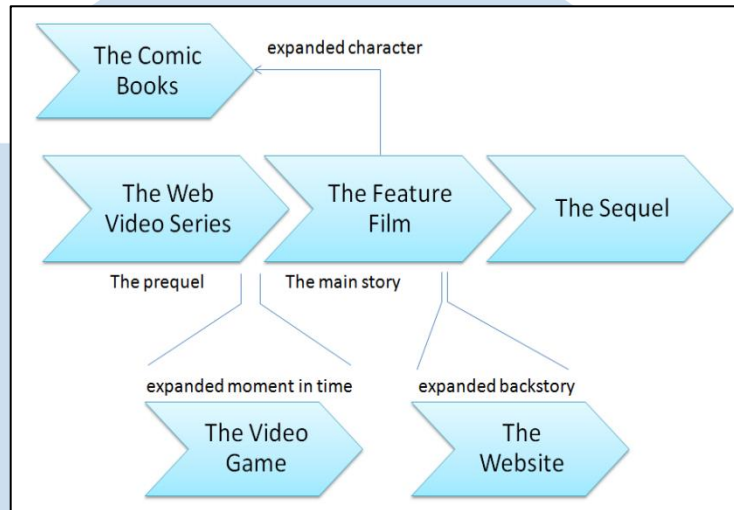 The Comic
Books
expanded character
The Web
Video Series
The Feature
Film
The Sequel
The prequel
The main story
expanded moment in time
expanded backstory
The Video
Game
The
Website